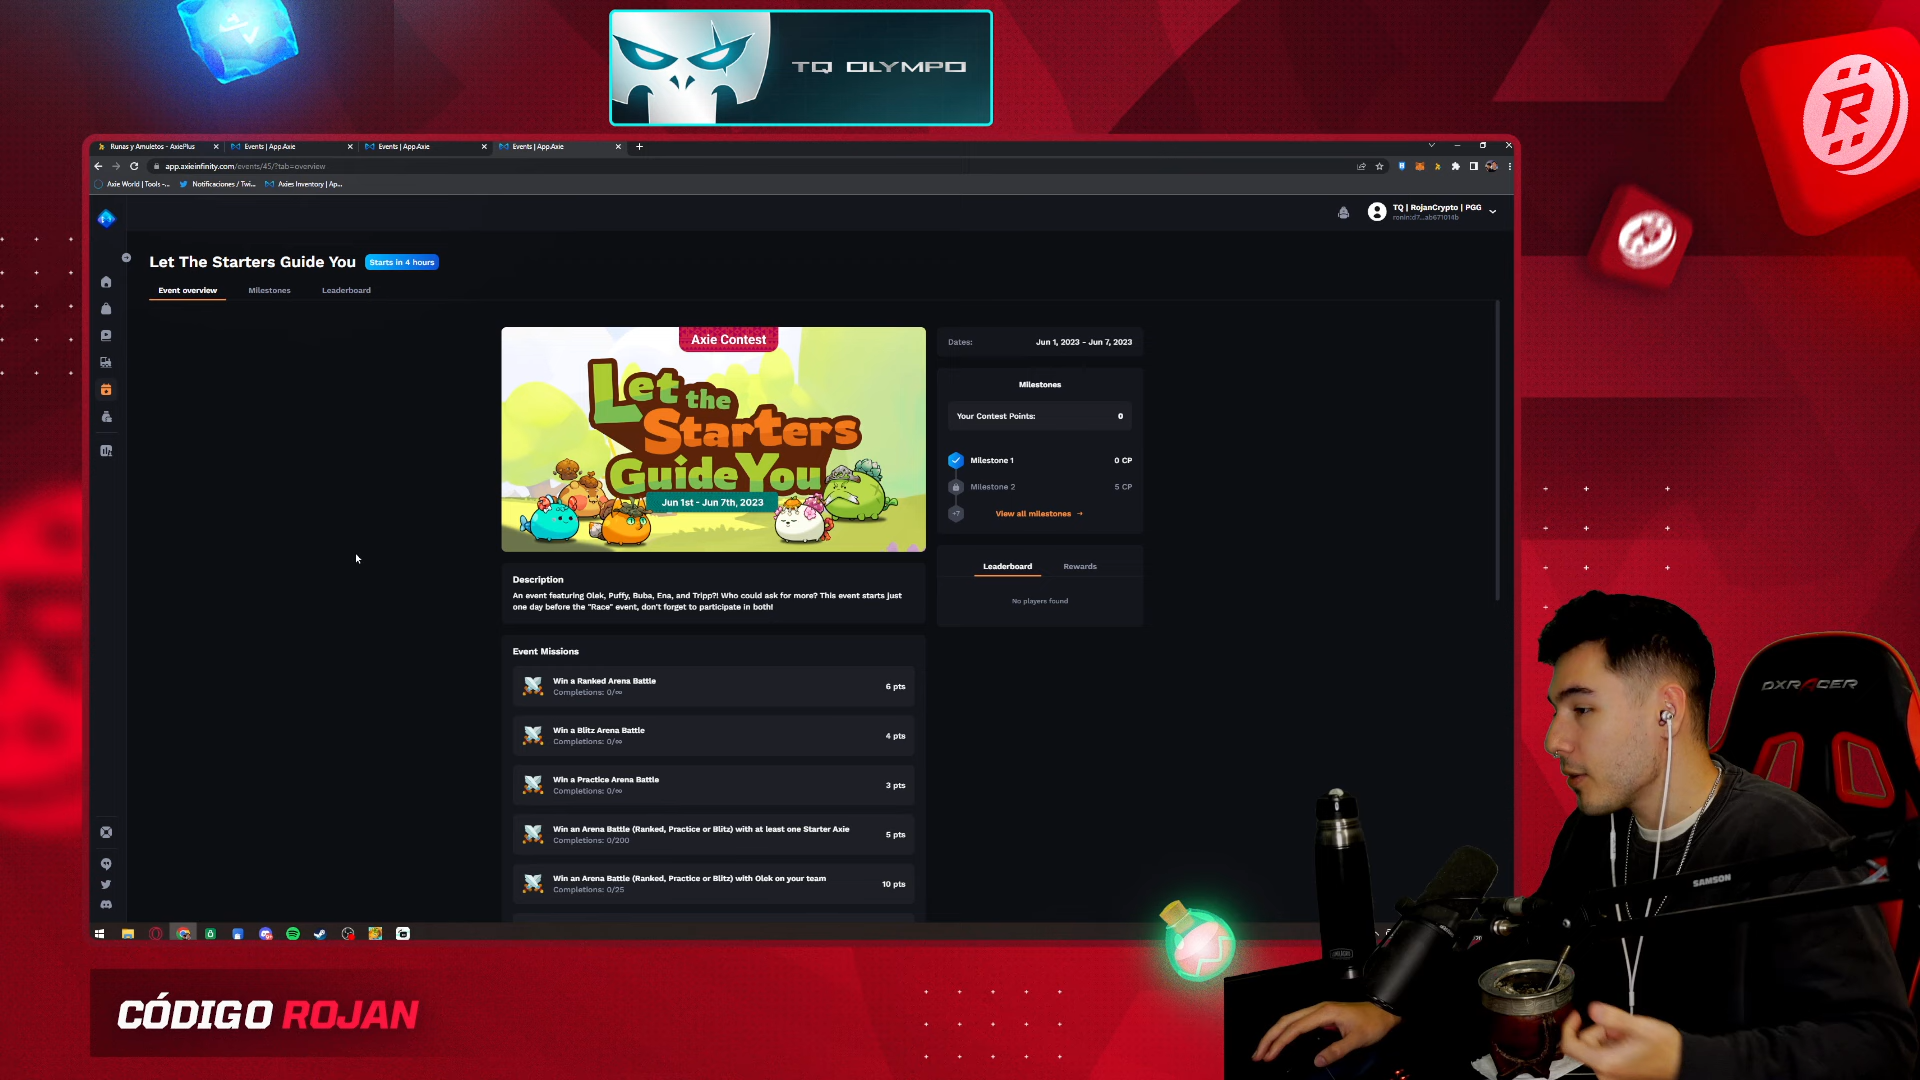 TQ OLYMPO
Runas y Amuletos - AxiePlus
Events | App.Axie
Events | App.Axie
Events | App.Axie
app.axieinfinity.com/events/45/?tab=overview
Axie World | Tools -...
Notificaciones / Twi...
Axies Inventory | Ap...
TQ | RojanCrypto | PGG
ronin:d7...ab671014b
Let The Starters Guide You
Starts in 4 hours
Event overview
Milestones
Leaderboard
Axie Contest
Let the
Starters
Guide You
Jun 1st - Jun 7th, 2023
Dates:
Jun 1, 2023 - Jun 7, 2023
Milestones
Your Contest Points:
0
Milestone 1
0 CP
Milestone 2
5 CP
+7
View all milestones →
Leaderboard
Rewards
No players found
Description
An event featuring Olek, Puffy, Buba, Ena, and Tripp?! Who could ask for more? This event starts just
one day before the "Race" event, don't forget to participate in both!
Event Missions
Win a Ranked Arena Battle
Completions: 0/∞
6 pts
Win a Blitz Arena Battle
Completions: 0/∞
4 pts
Win a Practice Arena Battle
Completions: 0/∞
3 pts
Win an Arena Battle (Ranked, Practice or Blitz) with at least one Starter Axie
Completions: 0/200
5 pts
Win an Arena Battle (Ranked, Practice or Blitz) with Olek on your team
Completions: 0/25
10 pts
DXRACER
SAMSON
CÓDIGO ROJAN